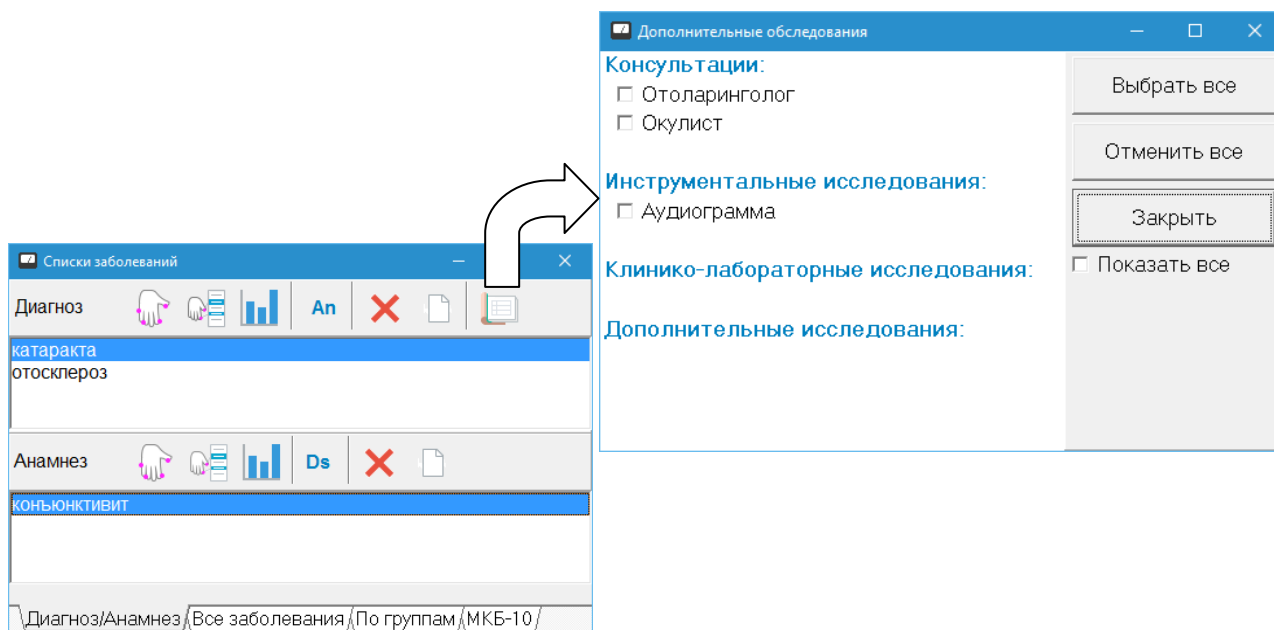 Дополнительные обследования
Консультации:
Отоларинголог
Окулист
Инструментальные исследования:
Аудиограмма
Клинико-лабораторные исследования:
Дополнительные исследования:
Выбрать все
Отменить все
Закрыть
Показать все
Списки заболеваний
Диагноз
An
катаракта
отосклероз
Анамнез
Ds
конъюнктивит
Диагноз/Анамнез Все заболевания По группам МКБ-10